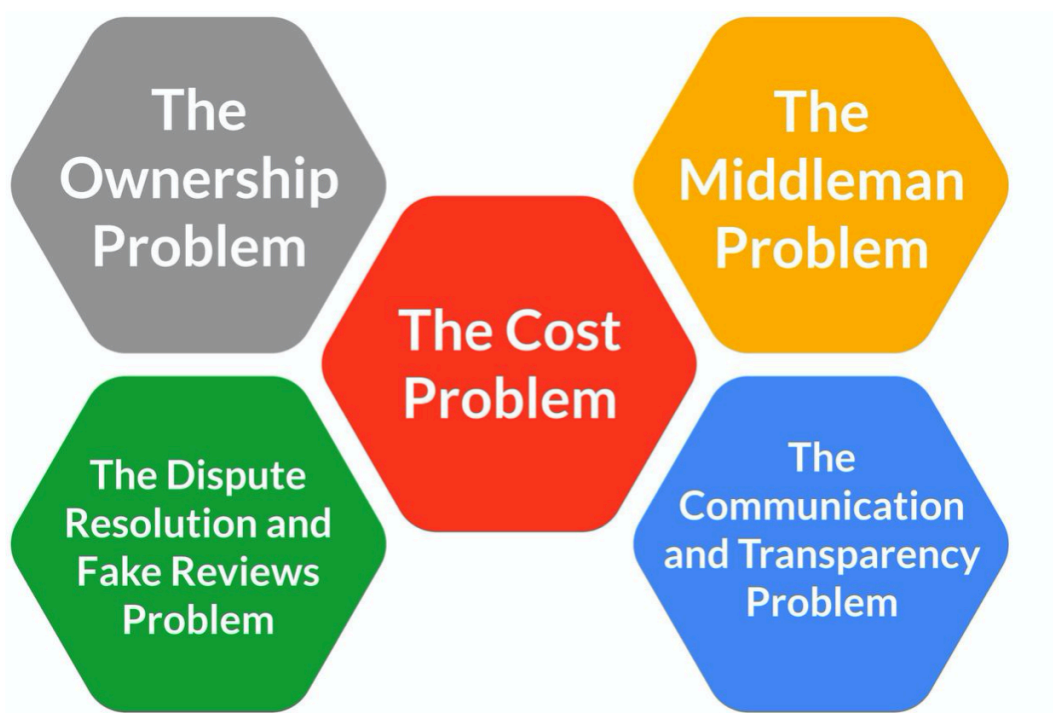 The
Ownership
Problem
The
Middleman
Problem
The Cost
Problem
The Dispute
Resolution and
Fake Reviews
Problem
The
Communication
and Transparency
Problem